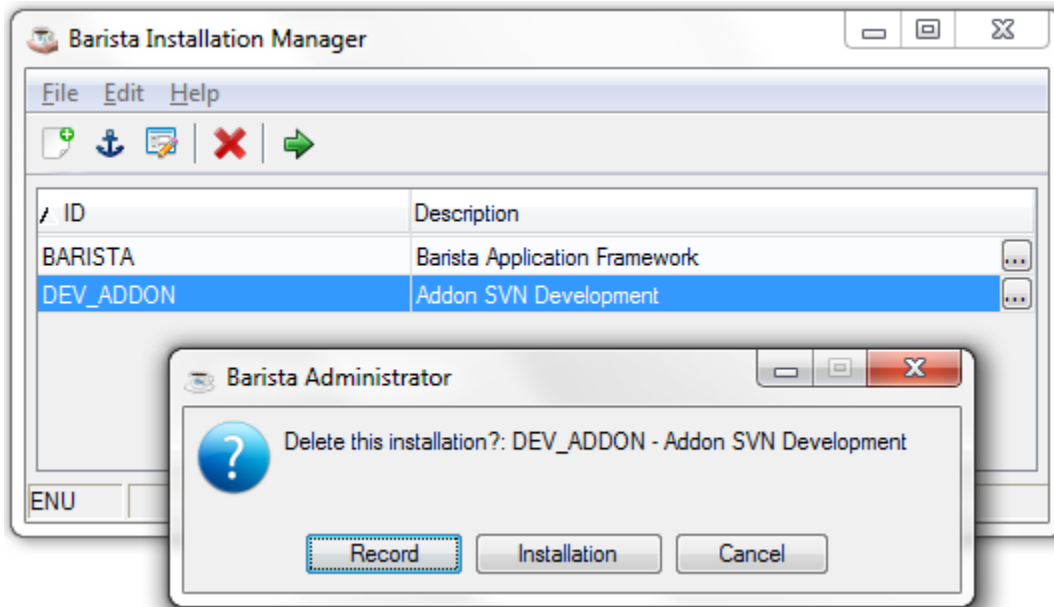 Barista Installation Manager
File Edit Help
ID Description
BARISTA Barista Application Framework ...
DEV_ADDON Addon SVN Development ...
Barista Administrator
Delete this installation?: DEV_ADDON - Addon SVN Development
ENU
Record Installation Cancel